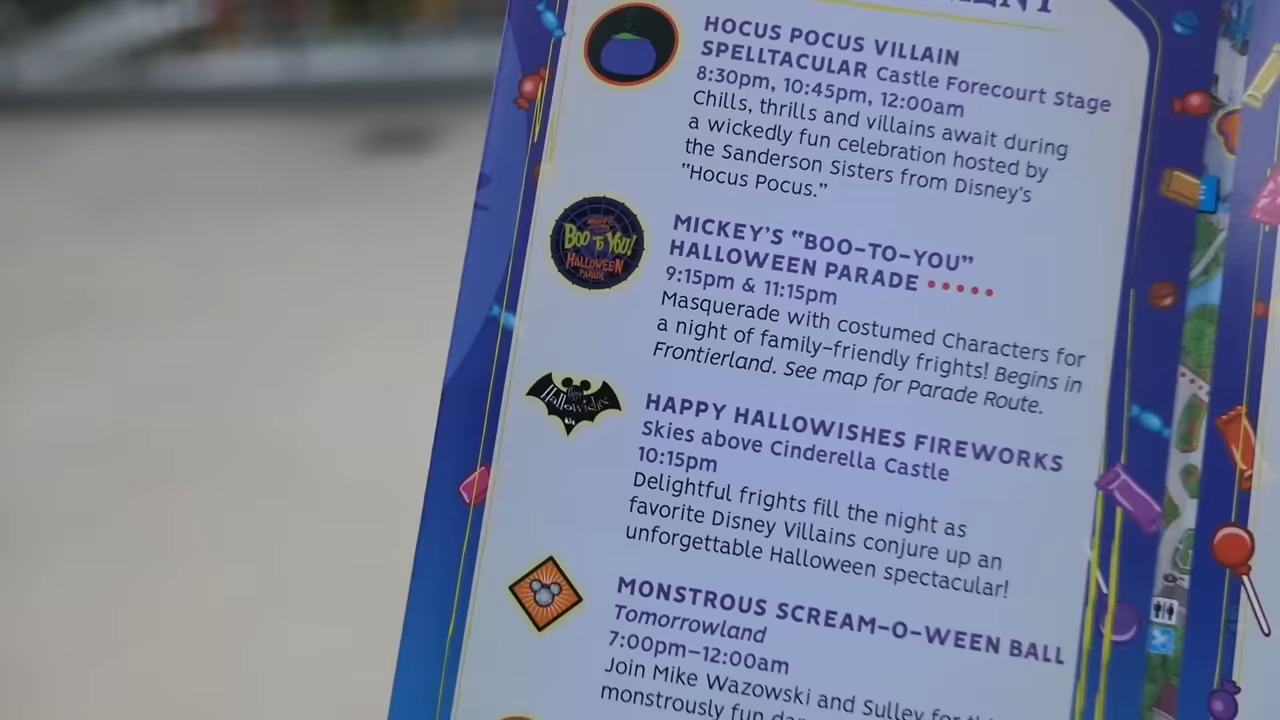 HOCUS POCUS VILLAIN
SPELLTACULAR Castle Forecourt Stage
8:30pm, 10:45pm, 12:00am
Chills, thrills and villains await during
a wickedly fun celebration hosted by
the Sanderson Sisters from Disney's
"Hocus Pocus."
BOO TO YOU!
HALLOWEEN
PARADE
MICKEY'S "BOO-TO-YOU"
HALLOWEEN PARADE
9:15pm & 11:15pm
Masquerade with costumed Characters for
a night of family-friendly frights! Begins in
Frontierland. See map for Parade Route.
Happy
Hallowishes
HAPPY HALLOWISHES FIREWORKS
Skies above Cinderella Castle
10:15pm
Delightful frights fill the night as
favorite Disney Villains conjure up an
unforgettable Halloween spectacular!
MONSTROUS SCREAM-O-WEEN BALL
Tomorrowland
7:00pm-12:00am
Join Mike Wazowski and Sulley for
monstrously fun